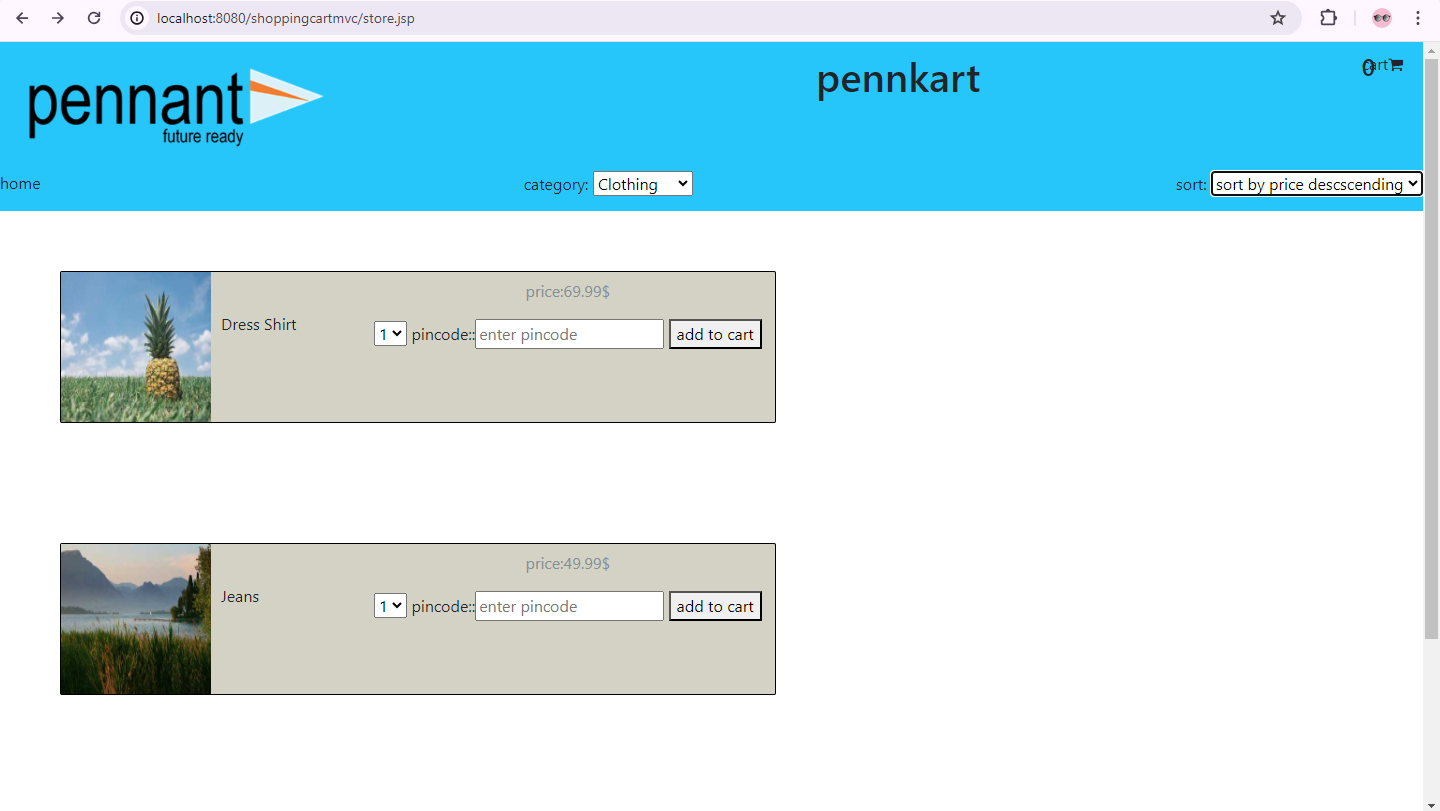 localhost:8080/shoppingcartmvc/store.jsp
pennant
future ready
pennkart
0
cart
home
category: Clothing
sort: sort by price descscending
price:69.99$
Dress Shirt
1 pincode:: enter pincode add to cart
price:49.99$
Jeans
1 pincode:: enter pincode add to cart